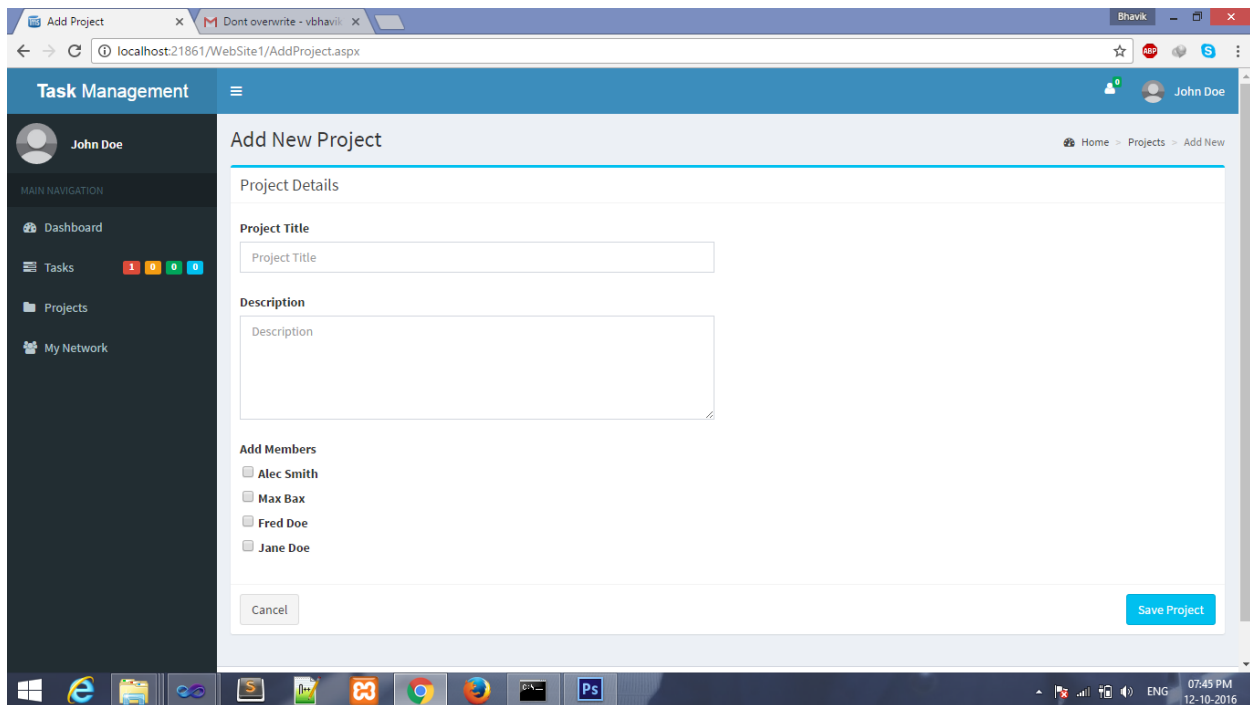 Add Project
Dont overwrite - vbhavik
Bhavik
localhost:21861/WebSite1/AddProject.aspx
ABP
S
Task Management
0
John Doe
John Doe
Add New Project
Home > Projects > Add New
MAIN NAVIGATION
Project Details
Dashboard
Project Title
Project Title
Tasks 1 0 0 0
Projects
Description
Description
My Network
Add Members
Alec Smith
Max Bax
Fred Doe
Jane Doe
Cancel
Save Project
S
Ps
ENG
07:45 PM
12-10-2016